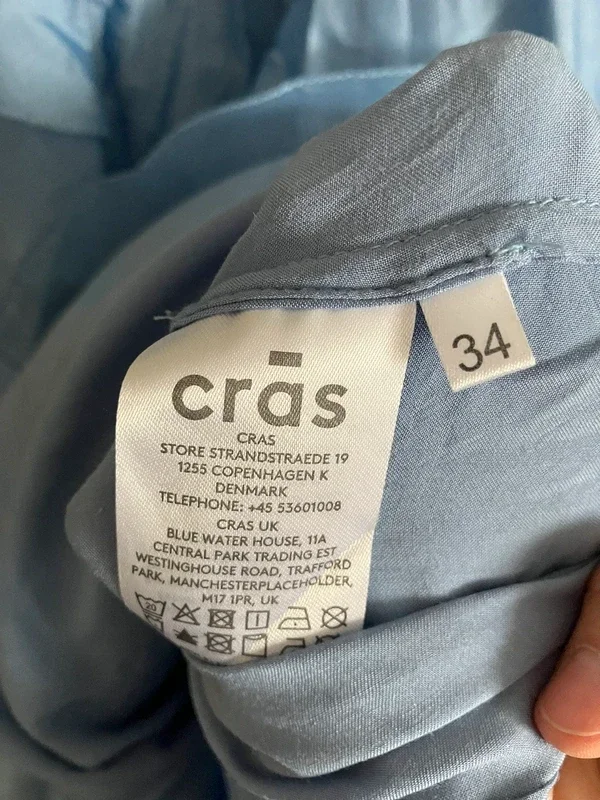 crās
34
CRAS
STORE STRANDSTRAEDE 19
1255 COPENHAGEN K
DENMARK
TELEPHONE: +45 53601008
CRAS UK
BLUE WATER HOUSE, 11A
CENTRAL PARK TRADING EST
WESTINGHOUSE ROAD, TRAFFORD
PARK, MANCHESTERPLACEHOLDER,
M17 1PR, UK
20